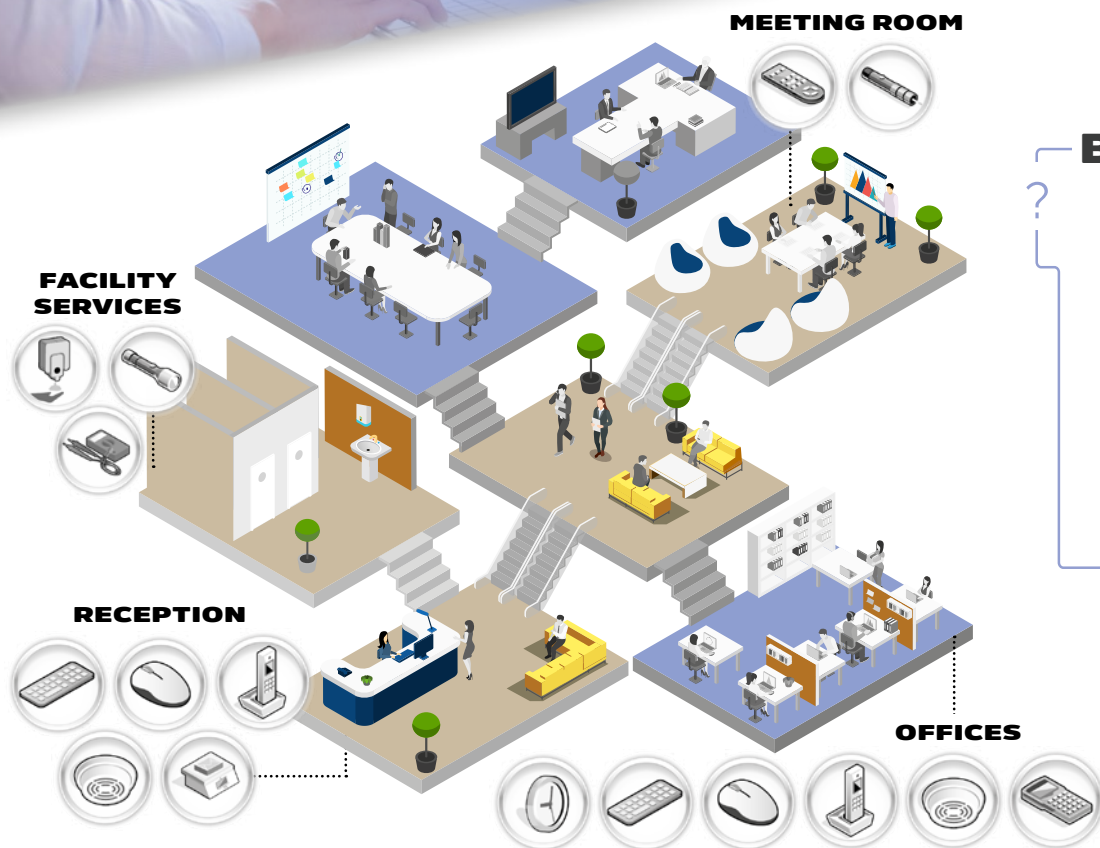 MEETING ROOM
FACILITY
SERVICES
RECEPTION
OFFICES
?